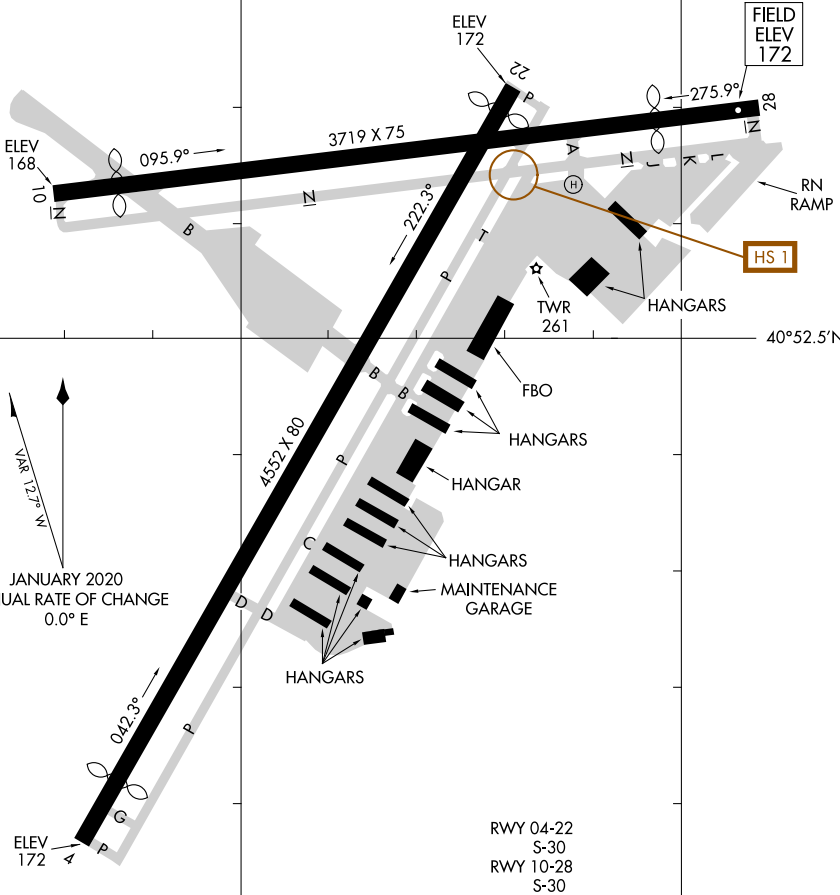 ELEV
172
FIELD
ELEV
172
22
P
275.9°
28
3719 X 75
095.9°
ELEV
168
10
N
N
A
N
J
K
L
N
H
RN
RAMP
B
222.3°
T
P
HS 1
TWR
261
HANGARS
40°52.5'N
FBO
B
B
HANGARS
VAR 12.7° W
4552 X 80
P
HANGAR
C
HANGARS
JANUARY 2020
UAL RATE OF CHANGE
0.0° E
MAINTENANCE
GARAGE
D
D
HANGARS
042.3°
P
G
ELEV
172
4
P
RWY 04-22
S-30
RWY 10-28
S-30